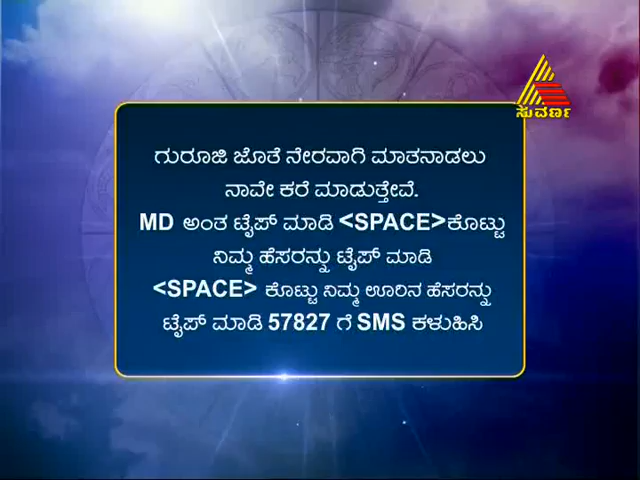 ಸುವರ್ಣ
ಗುರೂಜಿ ಜೊತೆ ನೇರವಾಗಿ ಮಾತನಾಡಲು
ನಾವೇ ಕರೆ ಮಾಡುತ್ತೇವೆ.
MD ಅಂತ ಟೈಪ್ ಮಾಡಿ <SPACE>ಕೊಟ್ಟು
ನಿಮ್ಮ ಹೆಸರನ್ನು ಟೈಪ್ ಮಾಡಿ
<SPACE> ಕೊಟ್ಟು ನಿಮ್ಮ ಊರಿನ ಹೆಸರನ್ನು
ಟೈಪ್ ಮಾಡಿ 57827 ಗೆ SMS ಕಳುಹಿಸಿ